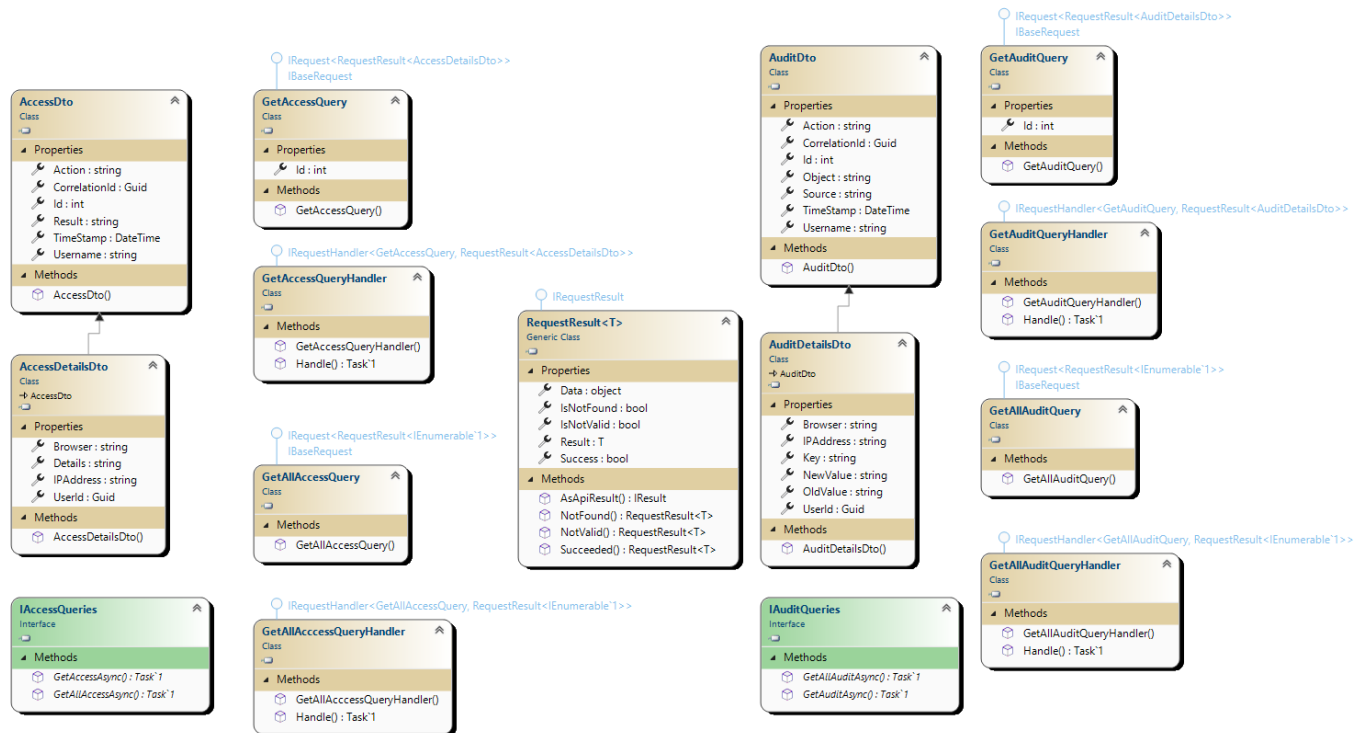 AccessDto
Class
Properties
Action : string
CorrelationId : Guid
Id : int
Result : string
TimeStamp : DateTime
Username : string
Methods
AccessDto()
AccessDetailsDto
Class
AccessDto
Properties
Browser : string
Details : string
IPAddress : string
UserId : Guid
Methods
AccessDetailsDto()
IAccessQueries
Interface
Methods
GetAccessAsync() : Task`1
GetAllAccessAsync() : Task`1
IRequest<RequestResult<AccessDetailsDto>>
IBaseRequest
GetAccessQuery
Class
Properties
Id : int
Methods
GetAccessQuery()
IRequestHandler<GetAccessQuery, RequestResult<AccessDetailsDto>>
GetAccessQueryHandler
Class
Methods
GetAccessQueryHandler()
Handle() : Task`1
IRequest<RequestResult<IEnumerable`1>>
IBaseRequest
GetAllAccessQuery
Class
Methods
GetAllAccessQuery()
IRequestHandler<GetAllAccessQuery, RequestResult<IEnumerable`1>>
GetAllAcccessQueryHandler
Class
Methods
GetAllAcccessQueryHandler()
Handle() : Task`1
IRequestResult
RequestResult<T>
Generic Class
Properties
Data : object
IsNotFound : bool
IsNotValid : bool
Result : T
Success : bool
Methods
AsApiResult() : IResult
NotFound() : RequestResult<T>
NotValid() : RequestResult<T>
Succeeded() : RequestResult<T>
AuditDto
Class
Properties
Action : string
CorrelationId : Guid
Id : int
Object : string
Source : string
TimeStamp : DateTime
Username : string
Methods
AuditDto()
AuditDetailsDto
Class
AuditDto
Properties
Browser : string
IPAddress : string
Key : string
NewValue : string
OldValue : string
UserId : Guid
Methods
AuditDetailsDto()
IAuditQueries
Interface
Methods
GetAllAuditAsync() : Task`1
GetAuditAsync() : Task`1
IRequest<RequestResult<AuditDetailsDto>>
IBaseRequest
GetAuditQuery
Class
Properties
Id : int
Methods
GetAuditQuery()
IRequestHandler<GetAuditQuery, RequestResult<AuditDetailsDto>>
GetAuditQueryHandler
Class
Methods
GetAuditQueryHandler()
Handle() : Task`1
IRequest<RequestResult<IEnumerable`1>>
IBaseRequest
GetAllAuditQuery
Class
Methods
GetAllAuditQuery()
IRequestHandler<GetAllAuditQuery, RequestResult<IEnumerable`1>>
GetAllAuditQueryHandler
Class
Methods
GetAllAuditQueryHandler()
Handle() : Task`1